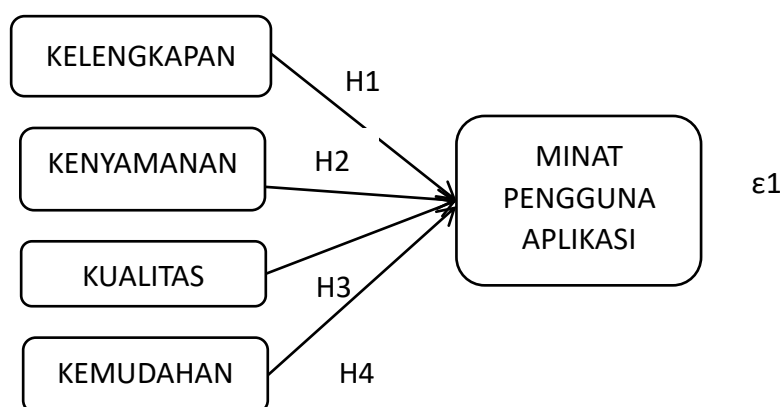 KELENGKAPAN
H1
KENYAMANAN
H2
MINAT
PENGGUNA
APLIKASI
ε1
KUALITAS
H3
KEMUDAHAN
H4